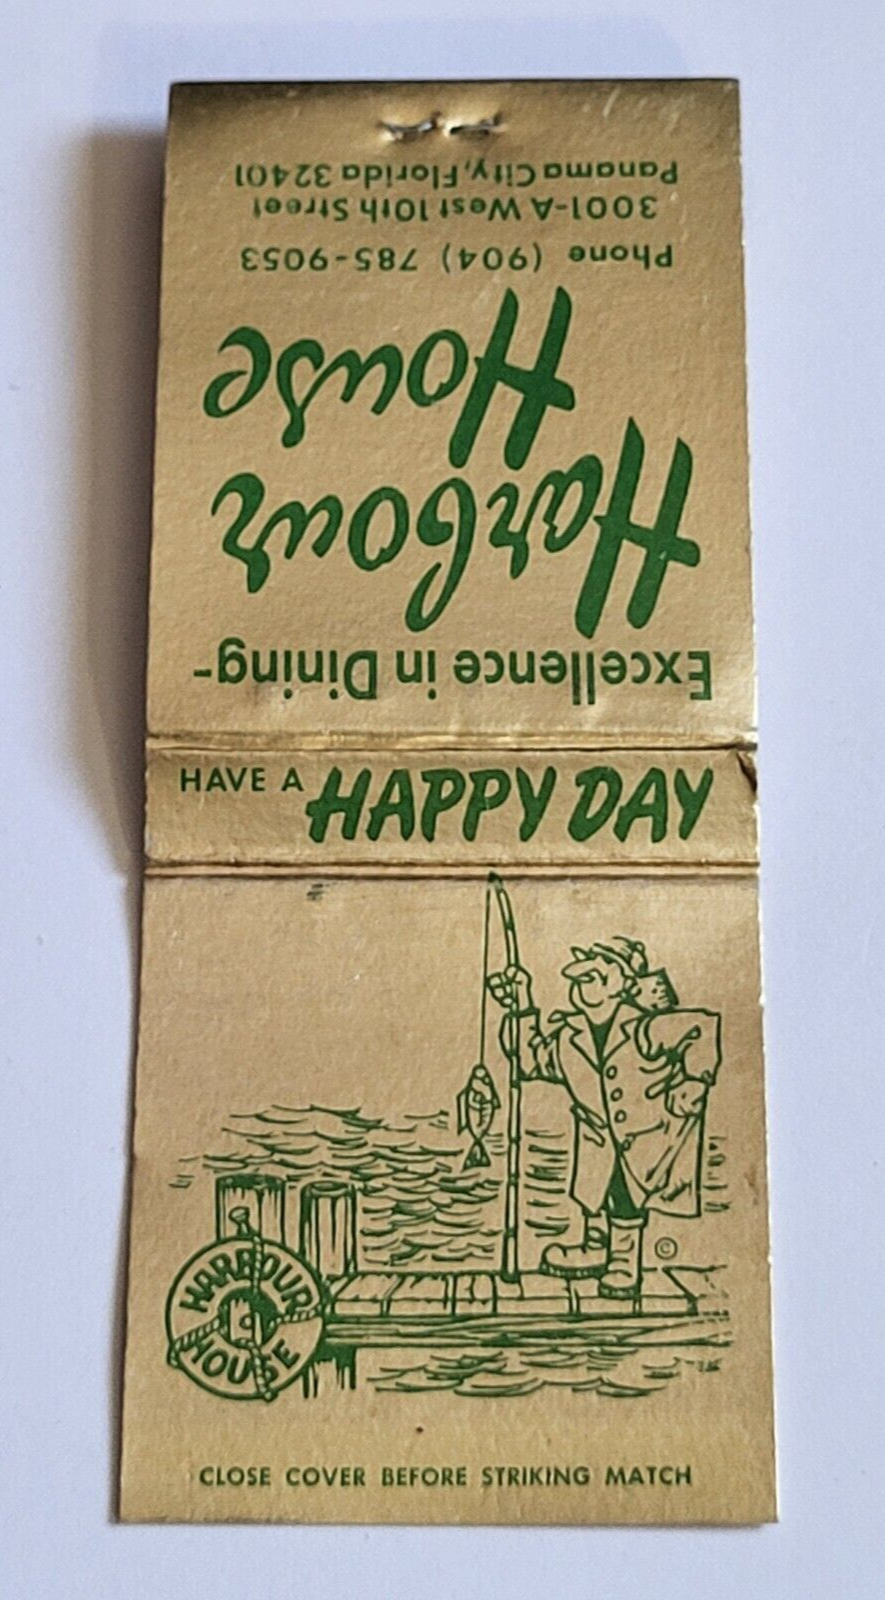 Excellence in Dining™
Harbour
House
Phone (904) 785-9053
3001-A West 10th Street
Panama City, Florida 32401
HAVE A HAPPY DAY
©
HARBOUR
HOUSE
CLOSE COVER BEFORE STRIKING MATCH